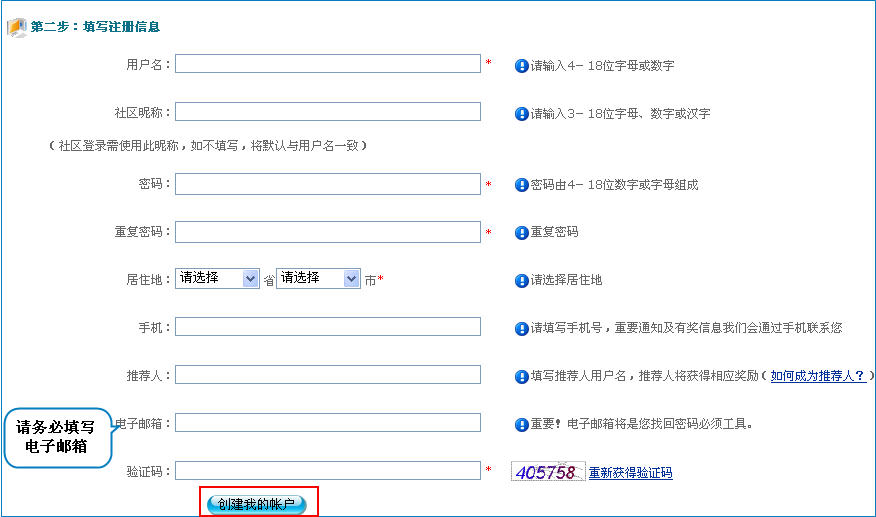 第二步：填写注册信息
用户名： * 请输入4-18位字母或数字
社区昵称： 请输入3-18位字母、数字或汉字
（社区登录需使用此昵称，如不填写，将默认与用户名一致）
密码： * 密码由4-18位数字或字母组成
重复密码： * 重复密码
居住地： 请选择 省 请选择 市* 请选择居住地
手机： 请填写手机号，重要通知及有奖信息我们会通过手机联系您
推荐人： 填写推荐人用户名，推荐人将获得相应奖励（如何成为推荐人？）
请务必填写
电子邮箱
电子邮箱： 重要！电子邮箱将是您找回密码必须工具。
验证码： * 405758 重新获得验证码
创建我的帐户